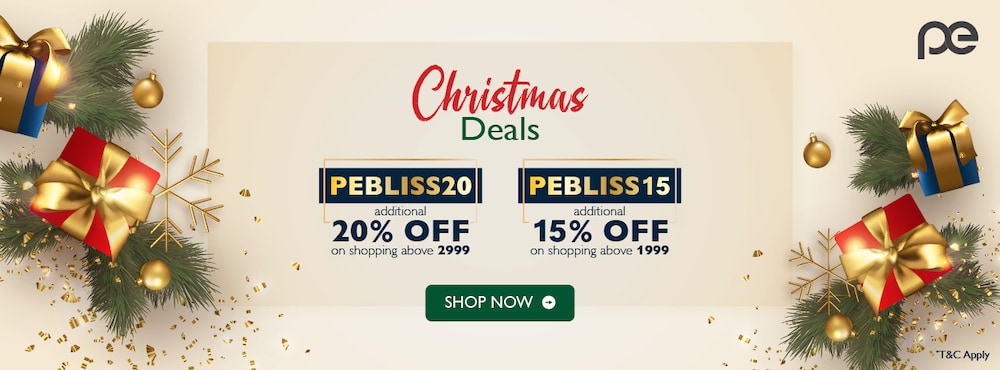 pe
Christmas
Deals
PEBLISS20
additional
20% OFF
on shopping above 2999
PEBLISS15
additional
15% OFF
on shopping above 1999
SHOP NOW
*T&C Apply